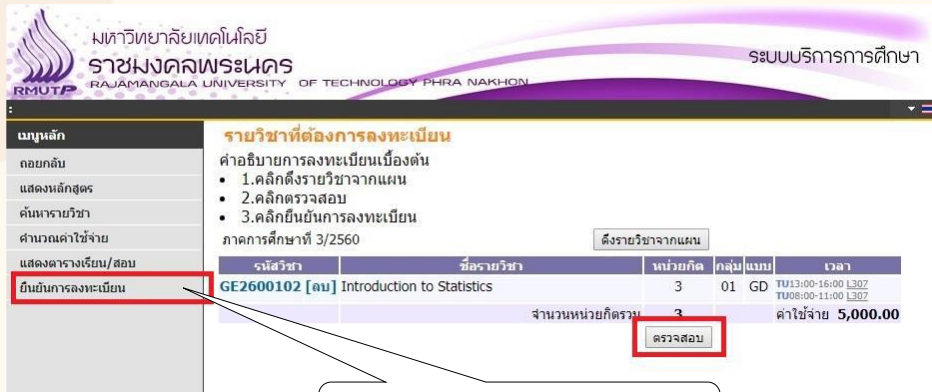 มหาวิทยาลัยเทคโนโลยี
ราชมงคลพระนคร
RAJAMANGALA UNIVERSITY OF TECHNOLOGY PHRA NAKHON
RMUTP
ระบบบริการการศึกษา
:
เมนูหลัก
ถอยกลับ
แสดงหลักสูตร
ค้นหารายวิชา
คำนวณค่าใช้จ่าย
แสดงตารางเรียน/สอบ
ยืนยันการลงทะเบียน
รายวิชาที่ต้องการลงทะเบียน
คำอธิบายการลงทะเบียนเบื้องต้น
• 1.คลิกดึงรายวิชาจากแผน
• 2.คลิกตรวจสอบ
• 3.คลิกยืนยันการลงทะเบียน
ภาคการศึกษาที่ 3/2560 ดึงรายวิชาจากแผน
รหัสวิชา ชื่อรายวิชา หน่วยกิต กลุ่ม แบบ เวลา
GE2600102 [ลบ] Introduction to Statistics 3 01 GD TU13:00-16:00 L307
TU08:00-11:00 L307
จำนวนหน่วยกิตรวม 3 ค่าใช้จ่าย 5,000.00
ตรวจสอบ